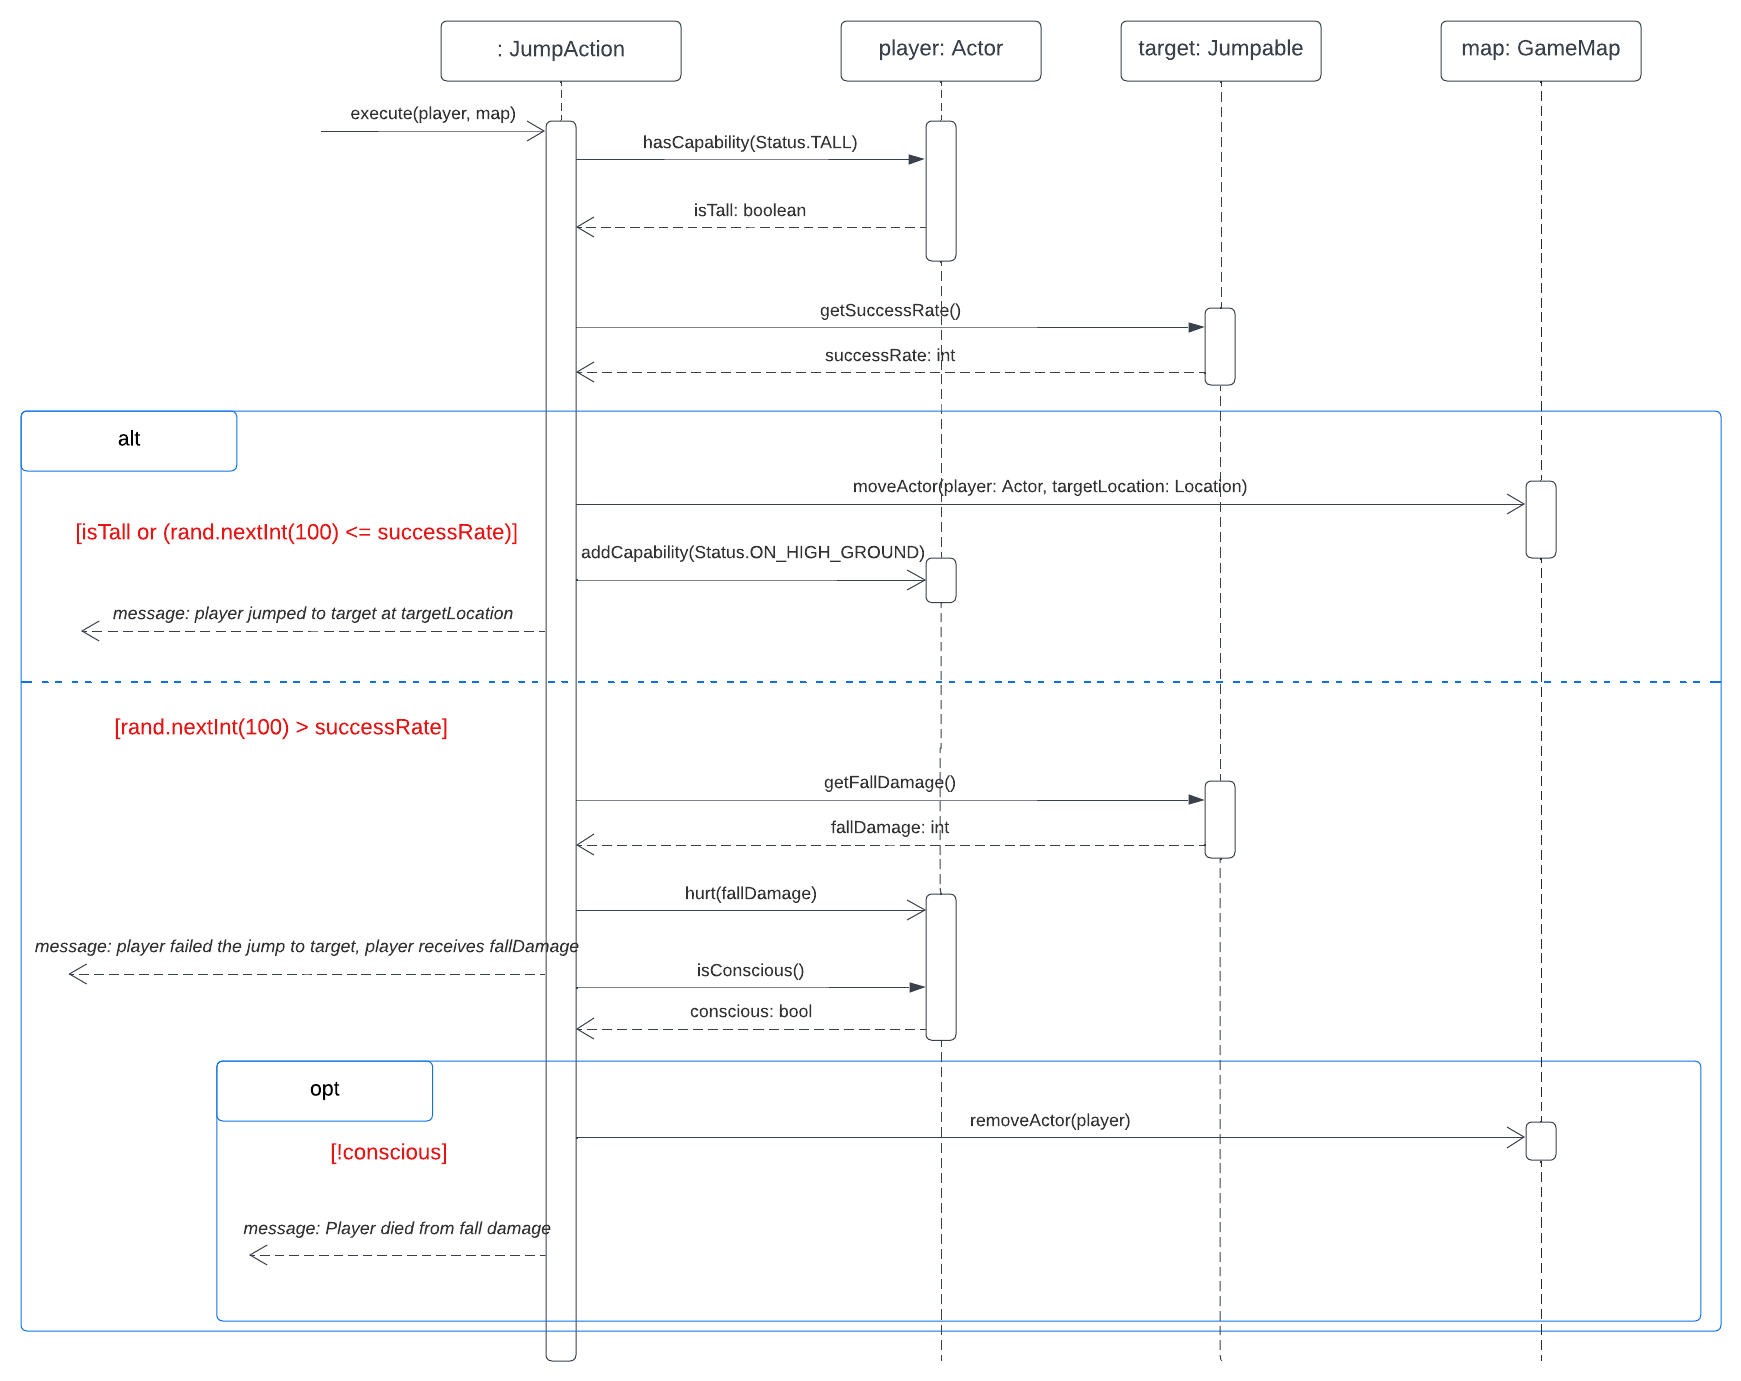 : JumpAction
player: Actor
target: Jumpable
map: GameMap
execute(player, map)
hasCapability(Status.TALL)
isTall: boolean
getSuccessRate()
successRate: int
alt
moveActor(player: Actor, targetLocation: Location)
[isTall or (rand.nextInt(100) <= successRate)]
addCapability(Status.ON_HIGH_GROUND)
message: player jumped to target at targetLocation
[rand.nextInt(100) > successRate]
getFallDamage()
fallDamage: int
hurt(fallDamage)
message: player failed the jump to target, player receives fallDamage
isConscious()
conscious: bool
opt
removeActor(player)
[!conscious]
message: Player died from fall damage